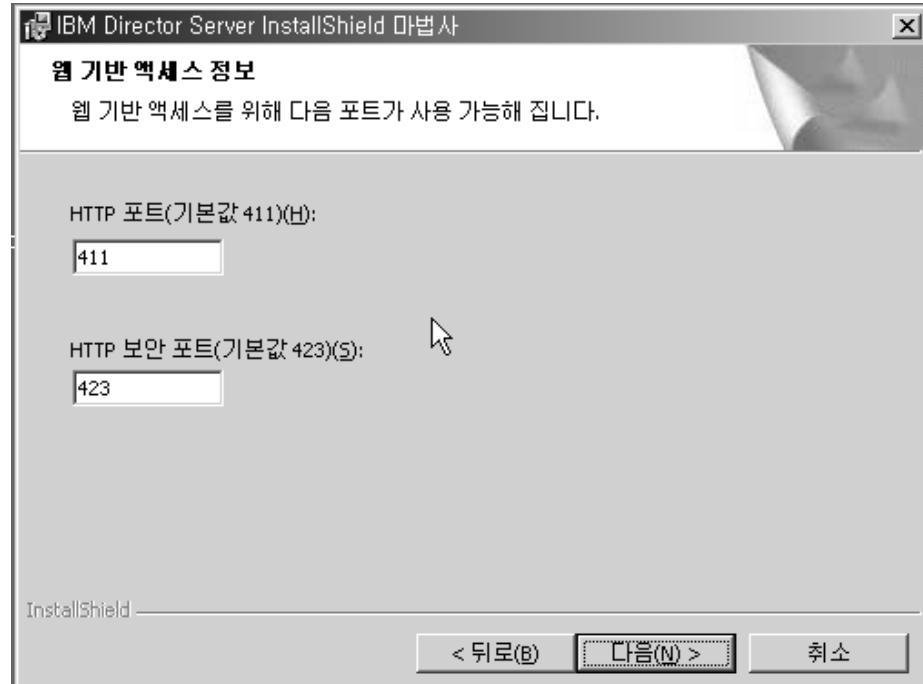 IBM Director Server InstallShield 마법사
웹 기반 액세스 정보
웹 기반 액세스를 위해 다음 포트가 사용 가능해 집니다.
HTTP 포트(기본값 411)(H):
411
HTTP 보안 포트(기본값 423)(S):
423
InstallShield
< 뒤로(B) 다음(N) > 취소